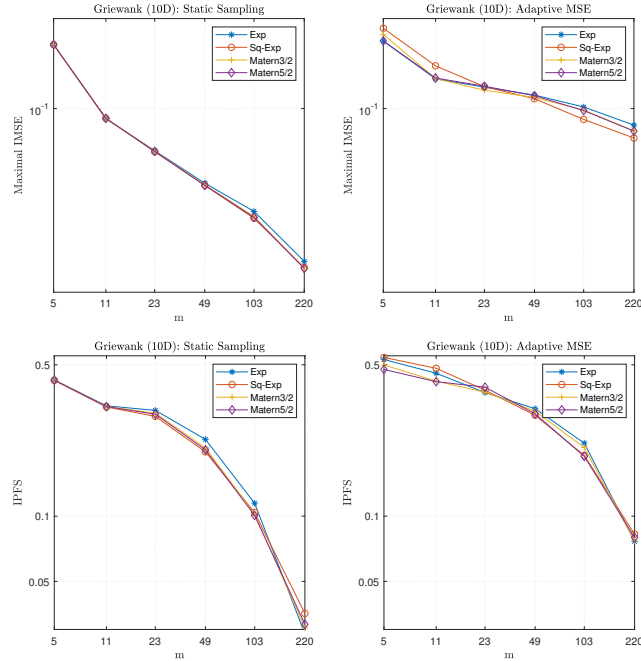 Griewank (10D): Static Sampling
Exp
Sq-Exp
Matern3/2
Matern5/2
10^-1
Maximal IMSE
5 11 23 49 103 220
m
Griewank (10D): Adaptive MSE
Exp
Sq-Exp
Matern3/2
Matern5/2
10^-1
Maximal IMSE
5 11 23 49 103 220
m
Griewank (10D): Static Sampling
0.5
Exp
Sq-Exp
Matern3/2
Matern5/2
IPFS
0.1
0.05
5 11 23 49 103 220
m
Griewank (10D): Adaptive MSE
0.5
Exp
Sq-Exp
Matern3/2
Matern5/2
IPFS
0.1
0.05
5 11 23 49 103 220
m